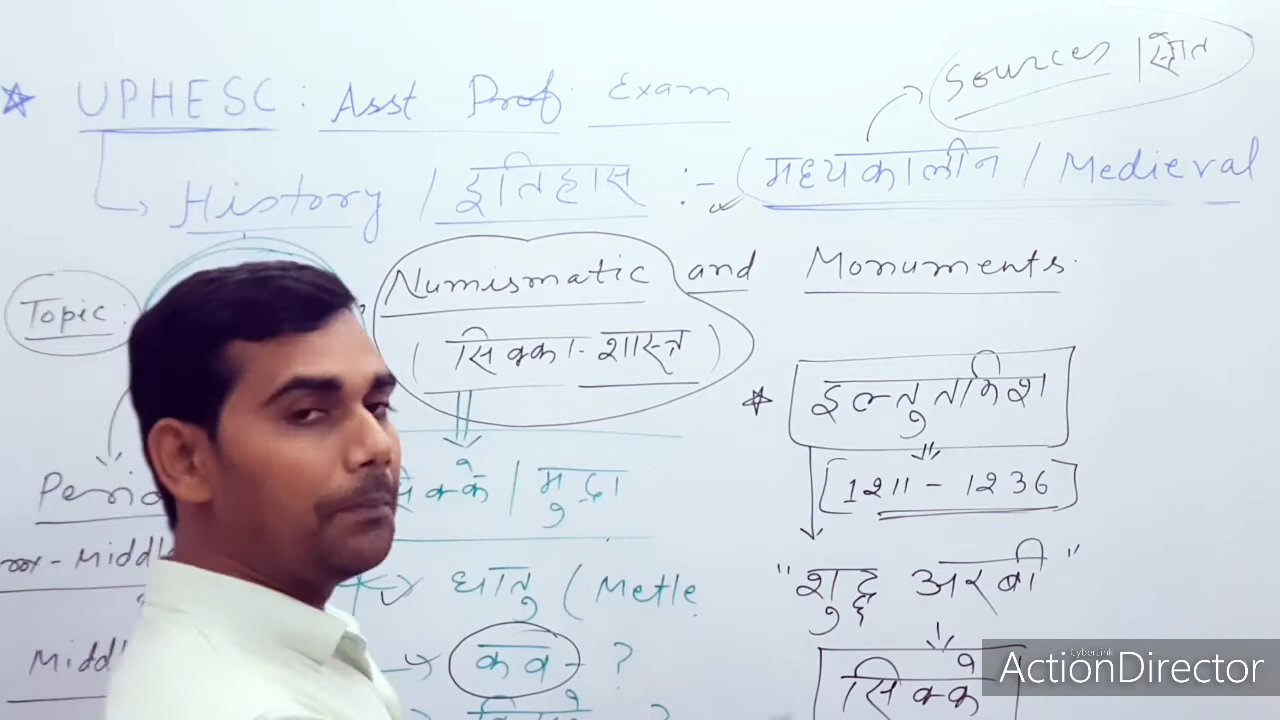 Sources / स्रोत
★ UPHESC : Asst Prof. Exam
History / इतिहास :- ( मध्यकालीन / Medieval
Topic :
Numismatic and Monuments.
( सिक्का - शास्त्र )
★ इल्तुतमिश
[1211 - 1236]
सिक्के / मुद्रा
"शुद्ध अरबी"
धातु ( Metle
कब - ?
सिक्के
CyberLink
ActionDirector